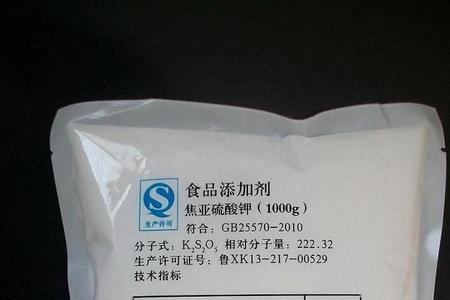 食品添加剂
焦亚硫酸钾（1000g）
生产许可
符合：GB25570-2010
分子式：K₂S₂O₅ 相对分子量：222.32
生产许可证号：鲁XK13-217-00529
技术指标